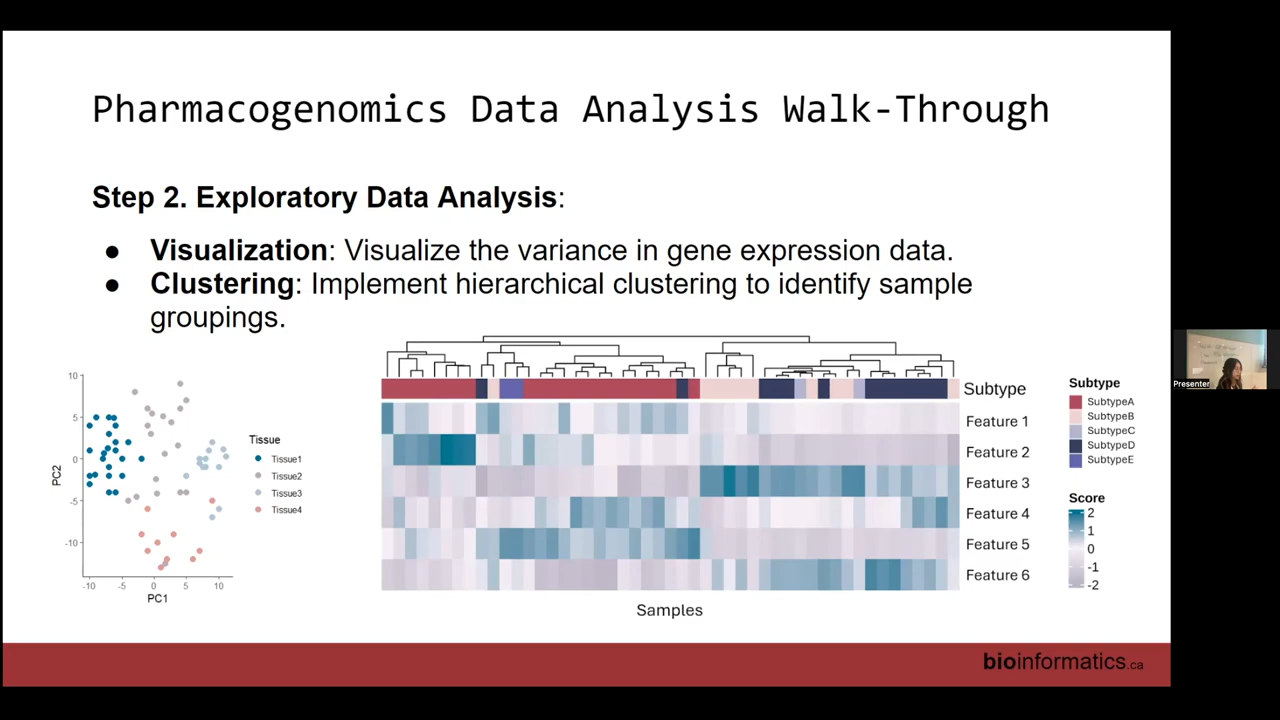 Pharmacogenomics Data Analysis Walk-Through
Step 2. Exploratory Data Analysis:
● Visualization: Visualize the variance in gene expression data.
● Clustering: Implement hierarchical clustering to identify sample
groupings.
10
5
0
-5
-10
PC2
-10 -5 0 5 10
PC1
Tissue
Tissue1
Tissue2
Tissue3
Tissue4
Subtype
Feature 1
Feature 2
Feature 3
Feature 4
Feature 5
Feature 6
Samples
Subtype
SubtypeA
SubtypeB
SubtypeC
SubtypeD
SubtypeE
Score
2
1
0
-1
-2
Presenter
bioinformatics.ca